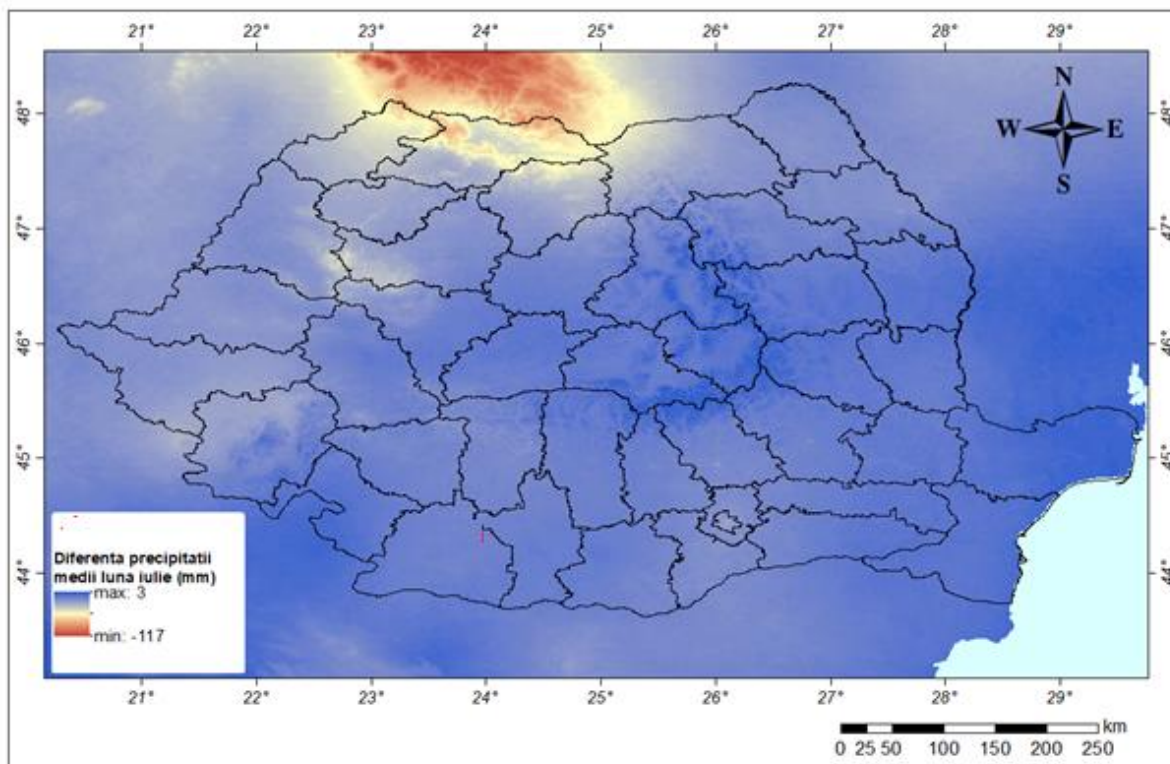 21° 22° 23° 24° 25° 26° 27° 28° 29°
N
W E
S
48° 48°
47° 47°
46° 46°
45° 45°
44° 44°
Diferenta precipitatii
medii luna iulie (mm)
max: 3
min: -117
21° 22° 23° 24° 25° 26° 27° 28° 29°
km
0 25 50 100 150 200 250